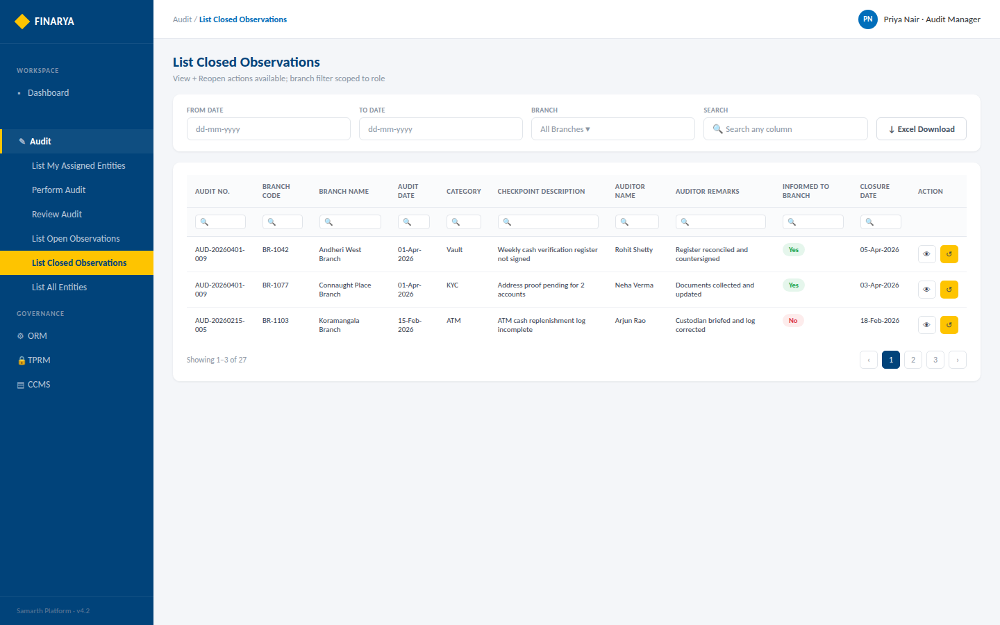 FINARYA
Audit / List Closed Observations
PN Priya Nair · Audit Manager
WORKSPACE
Dashboard
Audit
List My Assigned Entities
Perform Audit
Review Audit
List Open Observations
List Closed Observations
List All Entities
GOVERNANCE
ORM
TPRM
CCMS
Samarth Platform - v4.2
List Closed Observations
View + Reopen actions available; branch filter scoped to role
FROM DATE TO DATE BRANCH SEARCH
dd-mm-yyyy dd-mm-yyyy All Branches ▾ 🔍 Search any column ↓ Excel Download
AUDIT NO. BRANCH CODE BRANCH NAME AUDIT DATE CATEGORY CHECKPOINT DESCRIPTION AUDITOR NAME AUDITOR REMARKS INFORMED TO BRANCH CLOSURE DATE ACTION
AUD-20260401-009 BR-1042 Andheri West Branch 01-Apr-2026 Vault Weekly cash verification register not signed Rohit Shetty Register reconciled and countersigned Yes 05-Apr-2026
AUD-20260401-009 BR-1077 Connaught Place Branch 01-Apr-2026 KYC Address proof pending for 2 accounts Neha Verma Documents collected and updated Yes 03-Apr-2026
AUD-20260215-005 BR-1103 Koramangala Branch 15-Feb-2026 ATM ATM cash replenishment log incomplete Arjun Rao Custodian briefed and log corrected No 18-Feb-2026
Showing 1–3 of 27 ‹ 1 2 3 ›